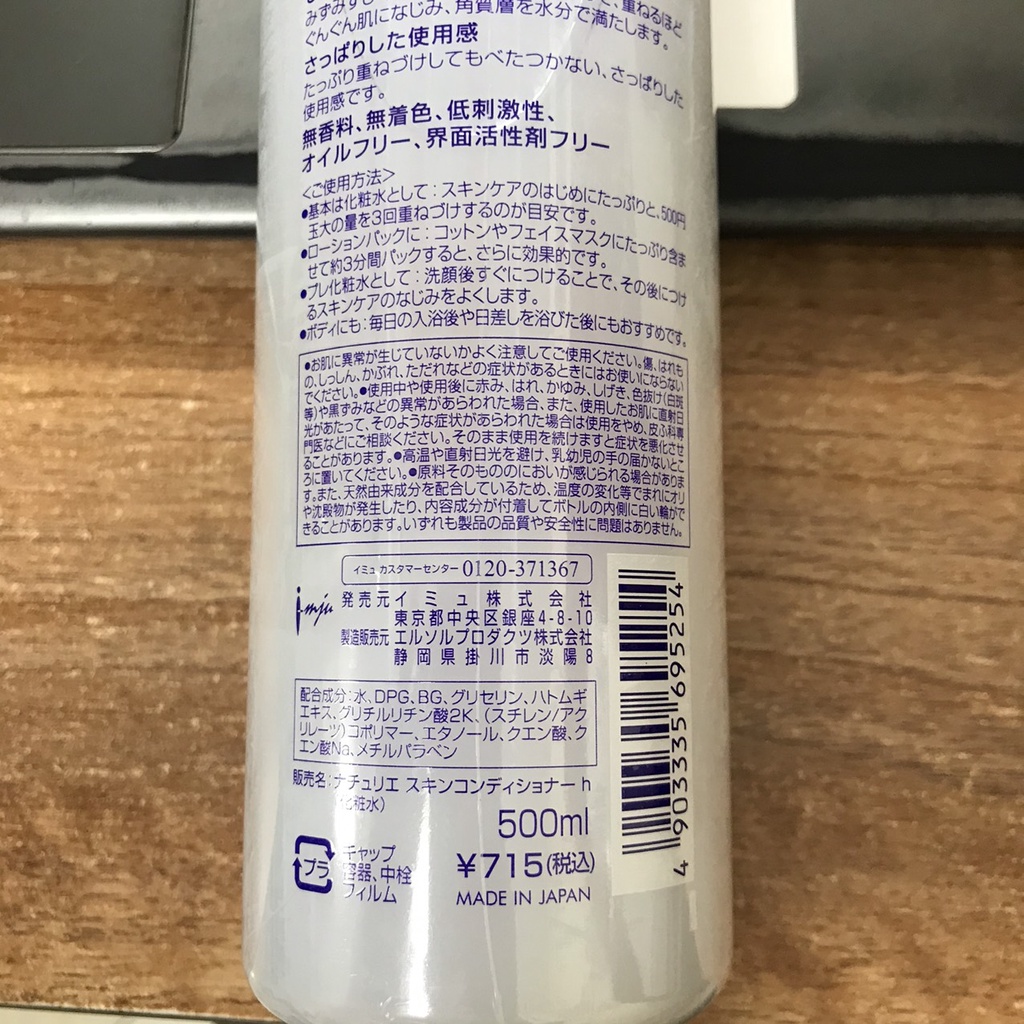 重ねるほど
ぐんぐん肌になじみ、角質層を水分で満たします。
さっぱりした使用感
たっぷり重ねづけしてもべたつかない、さっぱりした
使用感です。
無香料、無着色、低刺激性、
オイルフリー、界面活性剤フリー
<ご使用方法>
●基本は化粧水として：スキンケアのはじめにたっぷりと、500円
玉大の量を3回重ねづけするのが目安です。
●ローションパックに：コットンやフェイスマスクにたっぷり含ま
せて約3分間パックすると、さらに効果的です。
●プレ化粧水として：洗顔後すぐにつけることで、その後につけ
るスキンケアのなじみをよくします。
●ボディにも：毎日の入浴後や日差しを浴びた後にもおすすめです。
●お肌に異常が生じていないかよく注意してご使用ください。傷、はれも
の、しっしん、かぶれ、ただれなどの症状があるときにはお使いにならない
でください。●使用中や使用後に赤み、はれ、かゆみ、しげき、色抜け(白斑
等)や黒ずみなどの異常があらわれた場合、また、使用したお肌に直射日
光があたって、そのような症状があらわれた場合は使用をやめ、皮ふ科専
門医などにご相談ください。そのまま使用を続けますと症状を悪化させ
ることがあります。●高温や直射日光を避け、乳幼児の手の届かないとこ
ろに置いてください。●原料そのもののにおいが感じられる場合がありま
す。また、天然由来成分を配合しているため、温度の変化等でまれにオリ
や沈殿物が発生したり、内容成分が付着してボトルの内側に白い輪がで
きることがあります。いずれも製品の品質や安全性に問題はありません。
イミュ カスタマーセンター 0120-371367
i-mju 発売元 イミュ株式会社
東京都中央区銀座4-8-10
製造販売元 エルソルプロダクツ株式会社
静岡県掛川市淡陽8
配合成分：水、DPG、BG、グリセリン、ハトムギ
エキス、グリチルリチン酸2K、(スチレン/アク
リレーツ)コポリマー、エタノール、クエン酸、ク
エン酸Na、メチルパラベン
販売名：ナチュリエ スキンコンディショナー h
(化粧水)
500ml
プラ
キャップ
容器、中栓
フィルム
¥715(税込)
MADE IN JAPAN
4903335695254